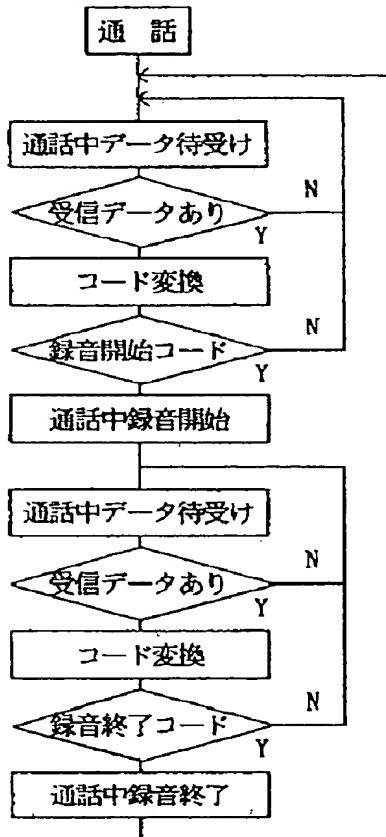 通 話
通話中データ待受け
N
受信データあり
Y
コード変換
N
録音開始コード
Y
通話中録音開始
通話中データ待受け
N
受信データあり
Y
コード変換
N
録音終了コード
Y
通話中録音終了